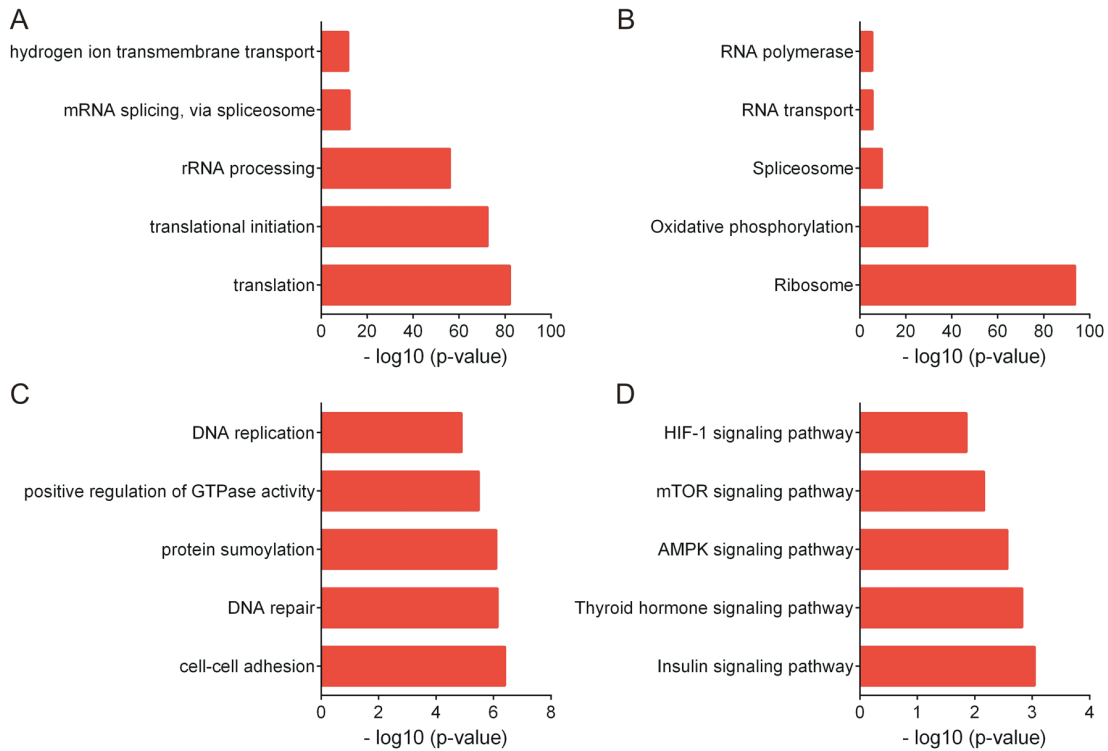 A
hydrogen ion transmembrane transport
mRNA splicing, via spliceosome
rRNA processing
translational initiation
translation
0 20 40 60 80 100
- log10 (p-value)
B
RNA polymerase
RNA transport
Spliceosome
Oxidative phosphorylation
Ribosome
0 20 40 60 80 100
- log10 (p-value)
C
DNA replication
positive regulation of GTPase activity
protein sumoylation
DNA repair
cell-cell adhesion
0 2 4 6 8
- log10 (p-value)
D
HIF-1 signaling pathway
mTOR signaling pathway
AMPK signaling pathway
Thyroid hormone signaling pathway
Insulin signaling pathway
0 1 2 3 4
- log10 (p-value)